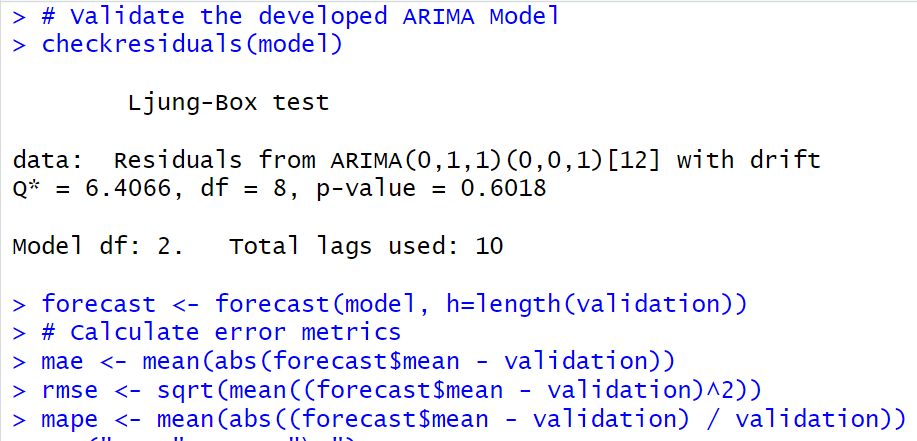 > # Validate the developed ARIMA Model
> checkresiduals(model)
Ljung-Box test
data:  Residuals from ARIMA(0,1,1)(0,0,1)[12] with drift
Q* = 6.4066, df = 8, p-value = 0.6018
Model df: 2.   Total lags used: 10
> forecast <- forecast(model, h=length(validation))
> # Calculate error metrics
> mae <- mean(abs(forecast$mean - validation))
> rmse <- sqrt(mean((forecast$mean - validation)^2))
> mape <- mean(abs((forecast$mean - validation) / validation))